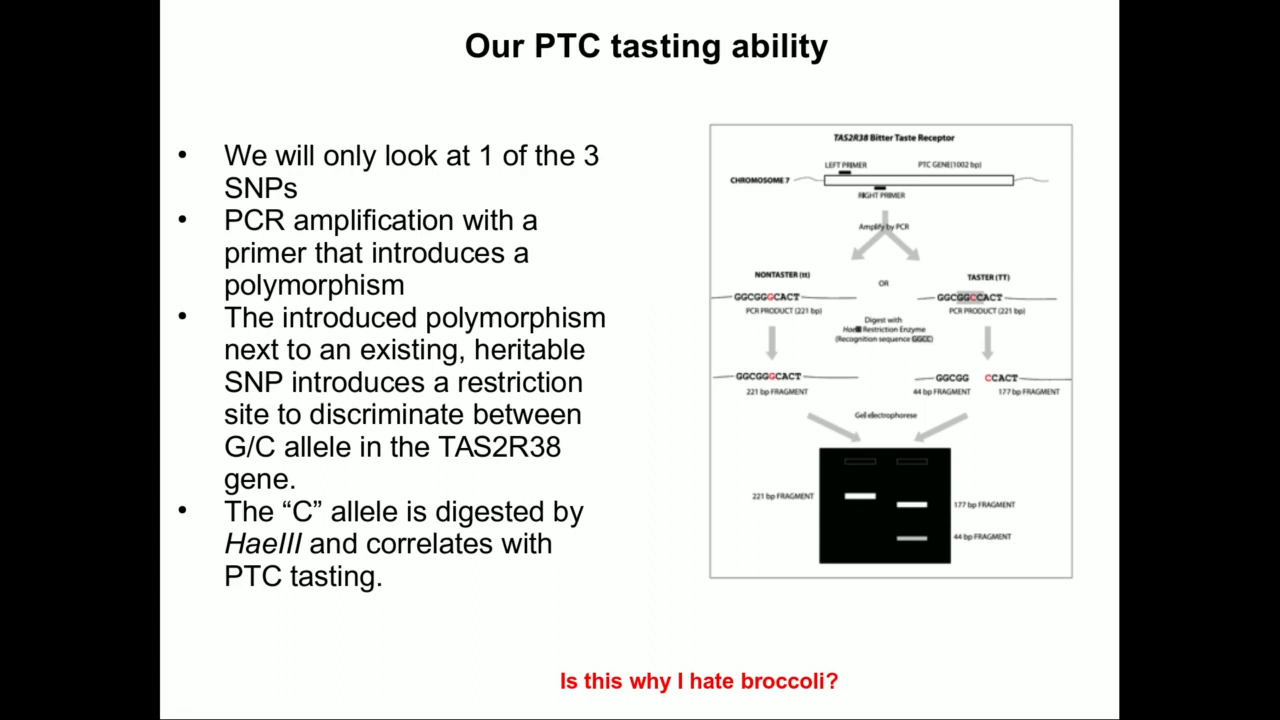 Our PTC tasting ability
• We will only look at 1 of the 3
SNPs
• PCR amplification with a
primer that introduces a
polymorphism
• The introduced polymorphism
next to an existing, heritable
SNP introduces a restriction
site to discriminate between
G/C allele in the TAS2R38
gene.
• The “C” allele is digested by
HaeIII and correlates with
PTC tasting.
TAS2R38 Bitter Taste Receptor
LEFT PRIMER
PTC GENE(1002 bp)
CHROMOSOME 7
RIGHT PRIMER
Amplify by PCR
NONTASTER (tt)
OR
TASTER (TT)
GGCGGGCACT
GGCGGCCACT
PCR PRODUCT (221 bp)
PCR PRODUCT (221 bp)
Digest with
HaeIII Restriction Enzyme
(Recognition sequence GGCC)
GGCGGGCACT
GGCGG CCACT
221 bp FRAGMENT
44 bp FRAGMENT
177 bp FRAGMENT
Gel electrophorese
221 bp FRAGMENT
177 bp FRAGMENT
44 bp FRAGMENT
Is this why I hate broccoli?